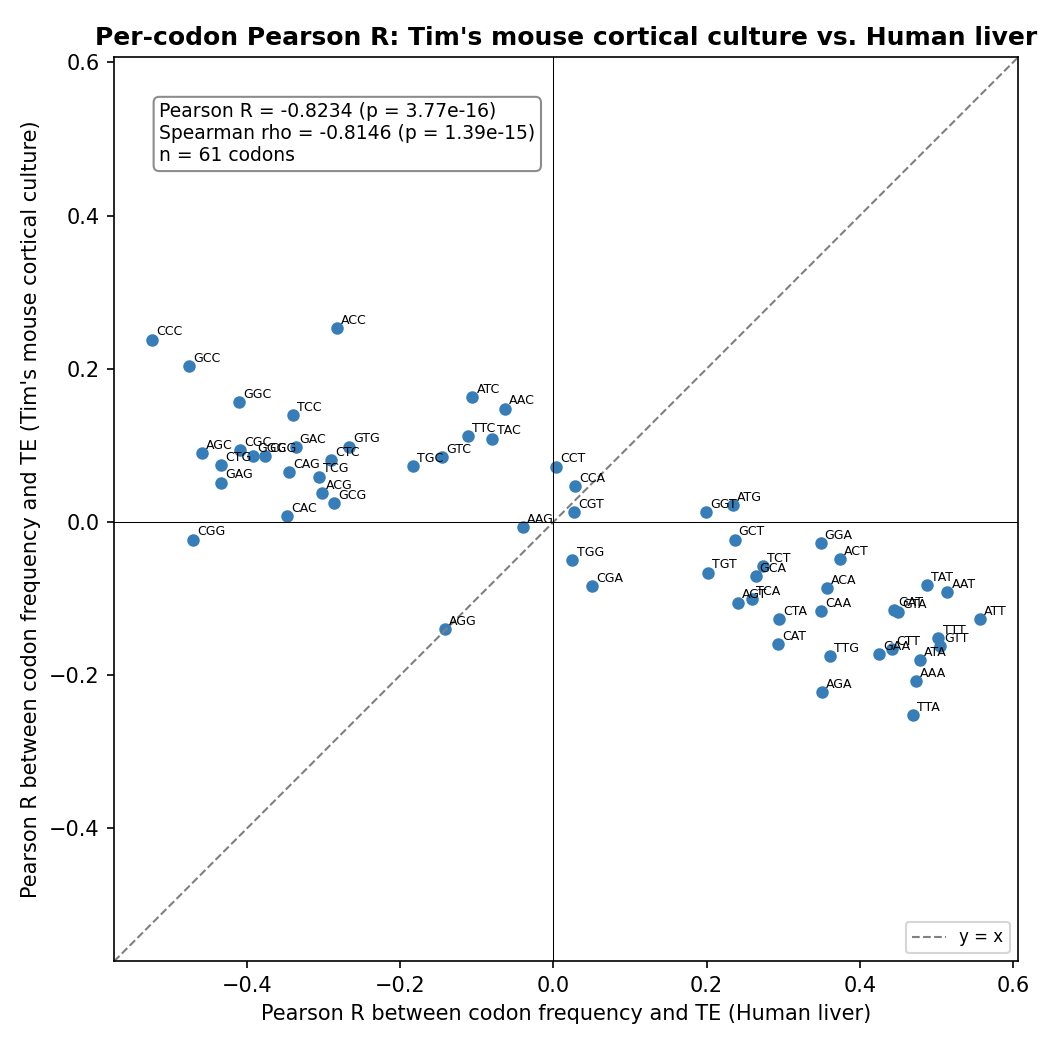 Per-codon Pearson R: Tim's mouse cortical culture vs. Human liver
Pearson R between codon frequency and TE (Tim's mouse cortical culture)
0.6
0.4
0.2
0.0
−0.2
−0.4
Pearson R = -0.8234 (p = 3.77e-16)
Spearman rho = -0.8146 (p = 1.39e-15)
n = 61 codons
ACC
CCC
GCC
ATC
GGC
AAC
TCC
TTC
TAC
AGC
CGC
GAC
GTG
CTG
CTC
GTC
TGC
CCT
GAG
CAG
TCG
CCA
ACG
GCG
CGT
GGT
ATG
CAC
AAG
CGG
GCT
GGA
TGG
ACT
TGT
TCT
GCA
CGA
TAT
AAT
ACA
TCA
CAA
GTA
CTA
ATT
AGG
CAT
TTT
GTT
TTG
GAA
CTT
ATA
AGA
AAA
TTA
y = x
−0.4
−0.2
0.0
0.2
0.4
0.6
Pearson R between codon frequency and TE (Human liver)